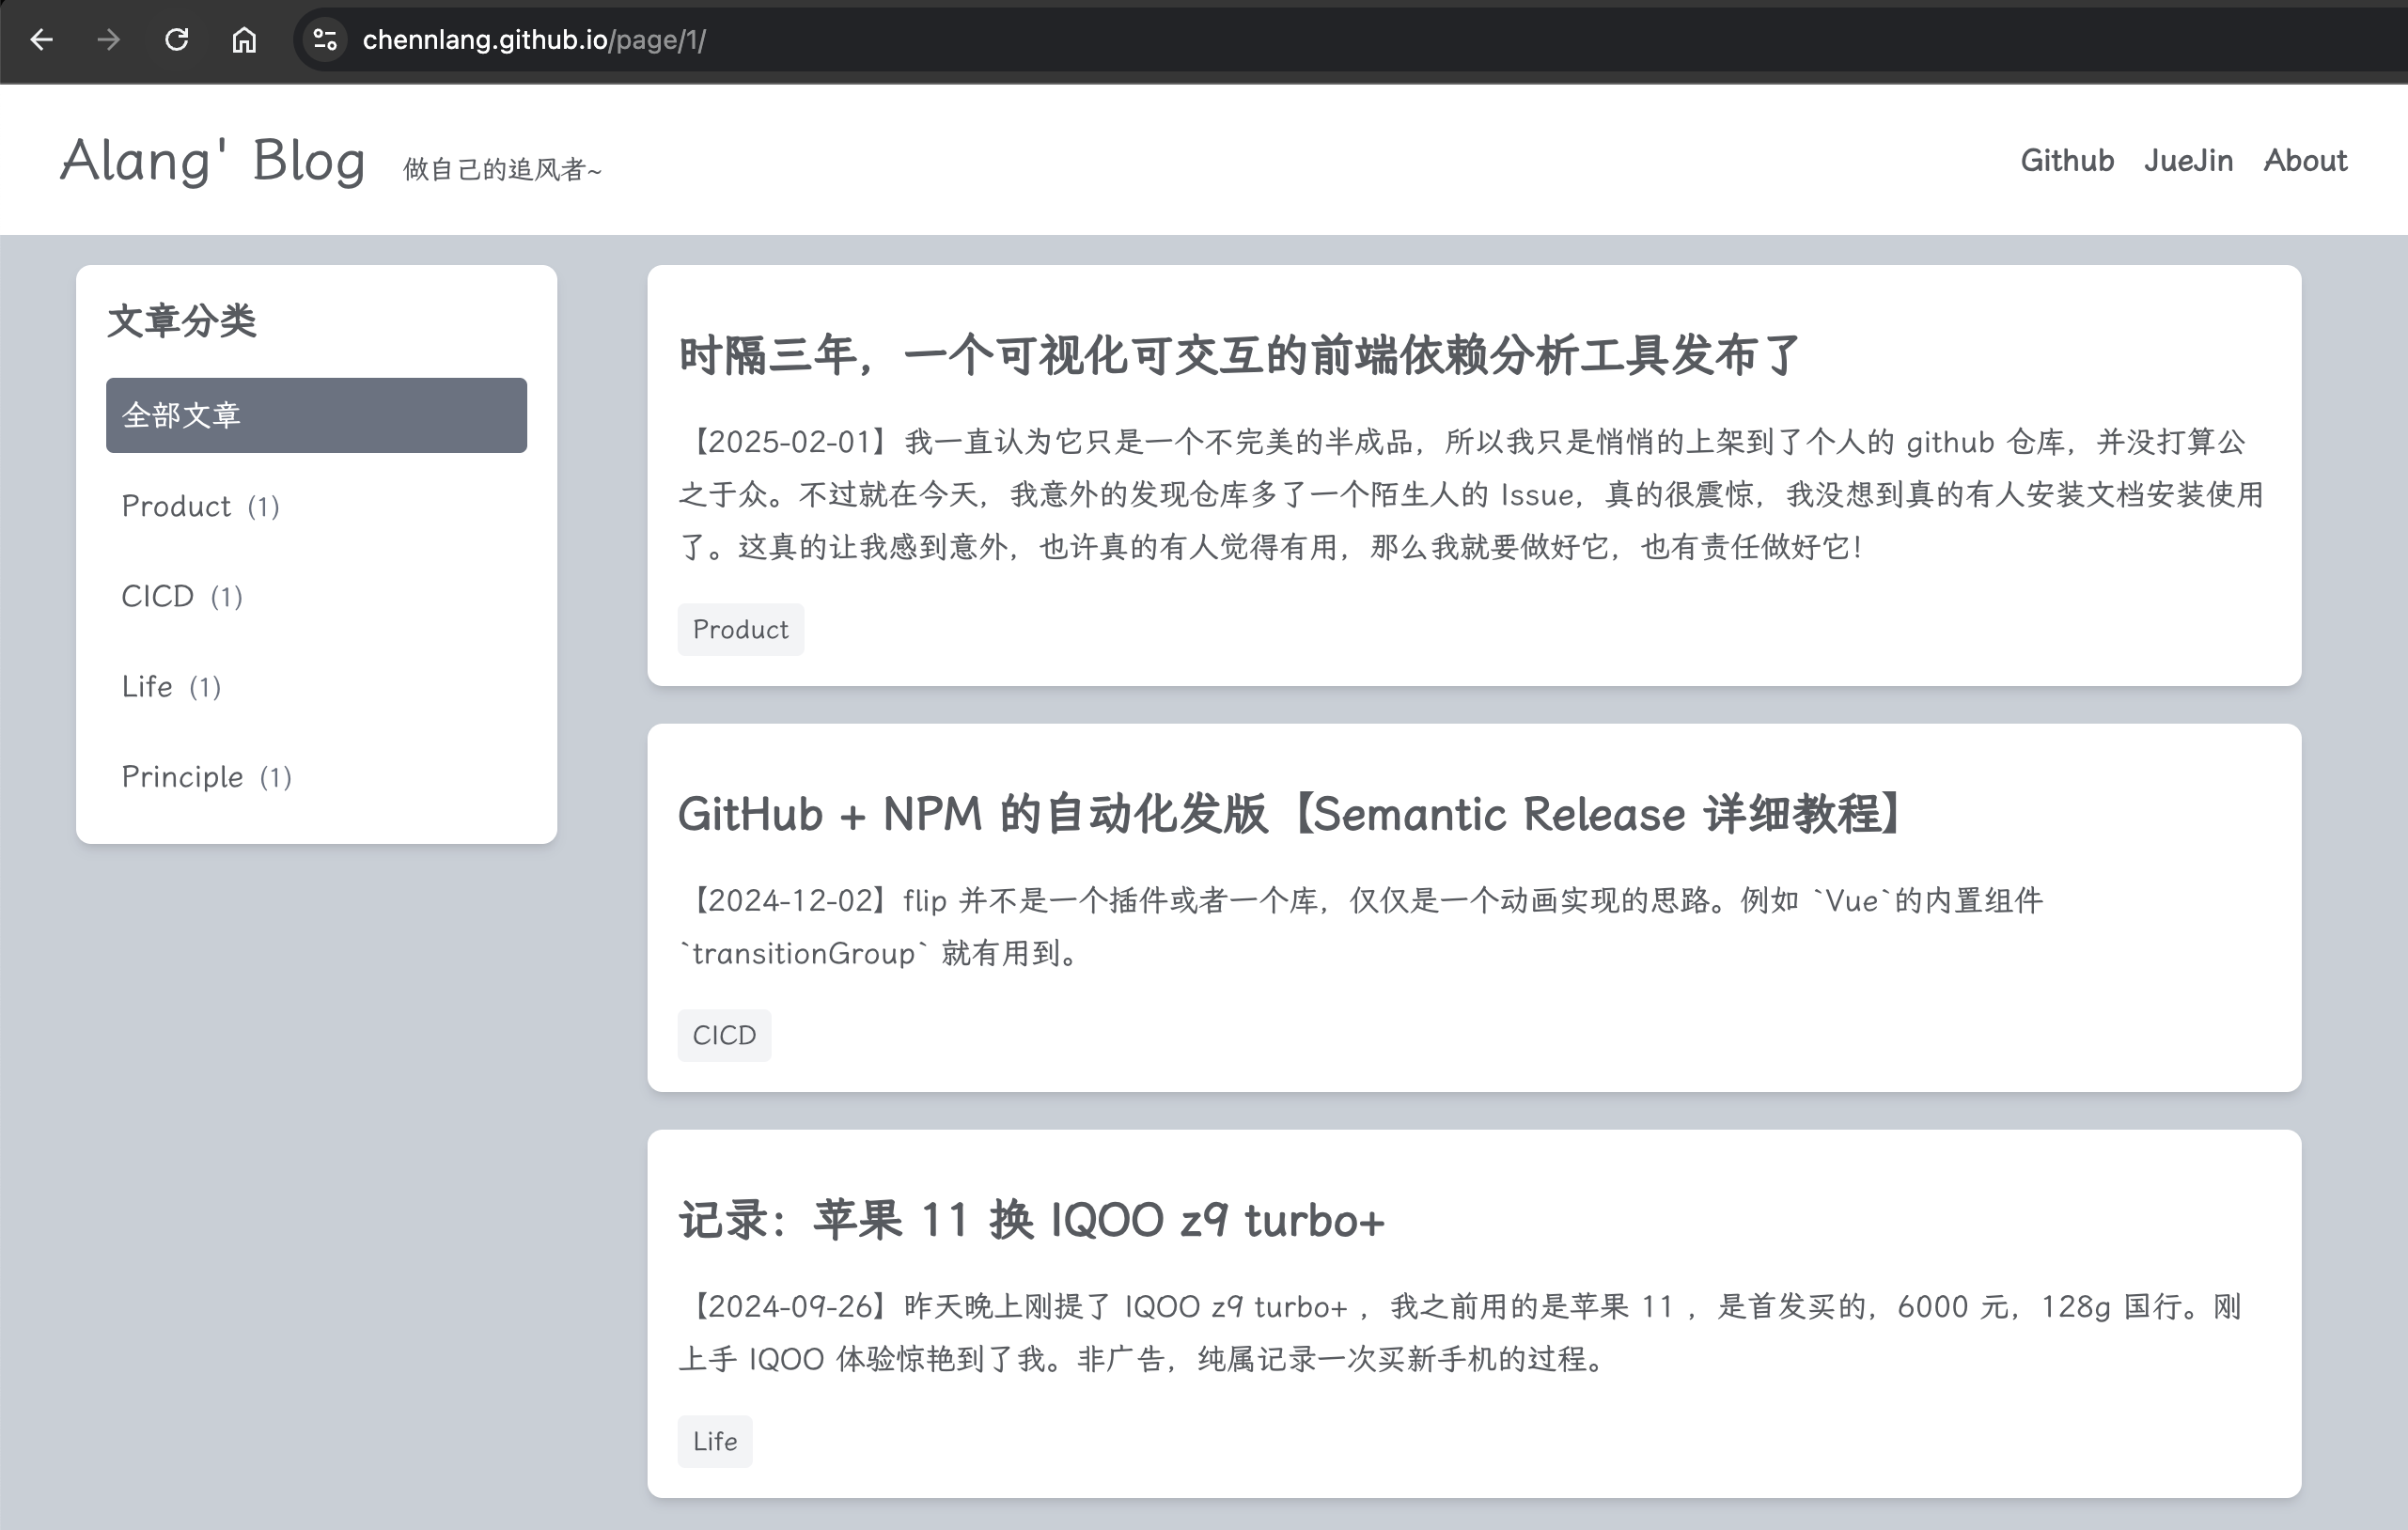 chennlang.github.io/page/1/
Alang' Blog 做自己的追风者~
Github JueJin About
文章分类
全部文章
Product (1)
CICD (1)
Life (1)
Principle (1)
时隔三年，一个可视化可交互的前端依赖分析工具发布了
【2025-02-01】我一直认为它只是一个不完美的半成品，所以我只是悄悄的上架到了个人的 github 仓库，并没打算公
之于众。不过就在今天，我意外的发现仓库多了一个陌生人的 Issue，真的很震惊，我没想到真的有人安装文档安装使用
了。这真的让我感到意外，也许真的有人觉得有用，那么我就要做好它，也有责任做好它！
Product
GitHub + NPM 的自动化发版【Semantic Release 详细教程】
【2024-12-02】flip 并不是一个插件或者一个库，仅仅是一个动画实现的思路。例如 `Vue`的内置组件
`transitionGroup` 就有用到。
CICD
记录：苹果 11 换 IQOO z9 turbo+
【2024-09-26】昨天晚上刚提了 IQOO z9 turbo+ ，我之前用的是苹果 11 ，是首发买的，6000 元，128g 国行。刚
上手 IQOO 体验惊艳到了我。非广告，纯属记录一次买新手机的过程。
Life